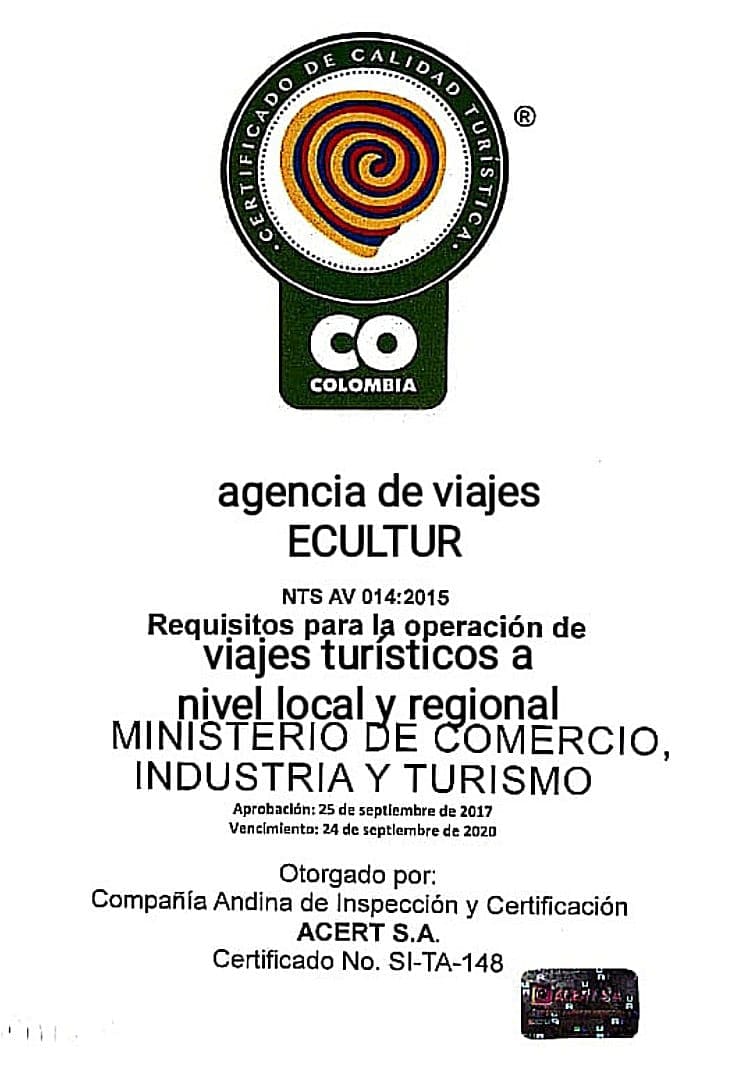 · CERTIFICADO DE CALIDAD TURÍSTICA ·
®
CO
COLOMBIA
agencia de viajes
ECULTUR
NTS AV 014:2015
Requisitos para la operación de
viajes turísticos a
nivel local y regional
MINISTERIO DE COMERCIO,
INDUSTRIA Y TURISMO
Aprobación: 25 de septiembre de 2017
Vencimiento: 24 de septiembre de 2020
Otorgado por:
Compañía Andina de Inspección y Certificación
ACERT S.A.
Certificado No. SI-TA-148